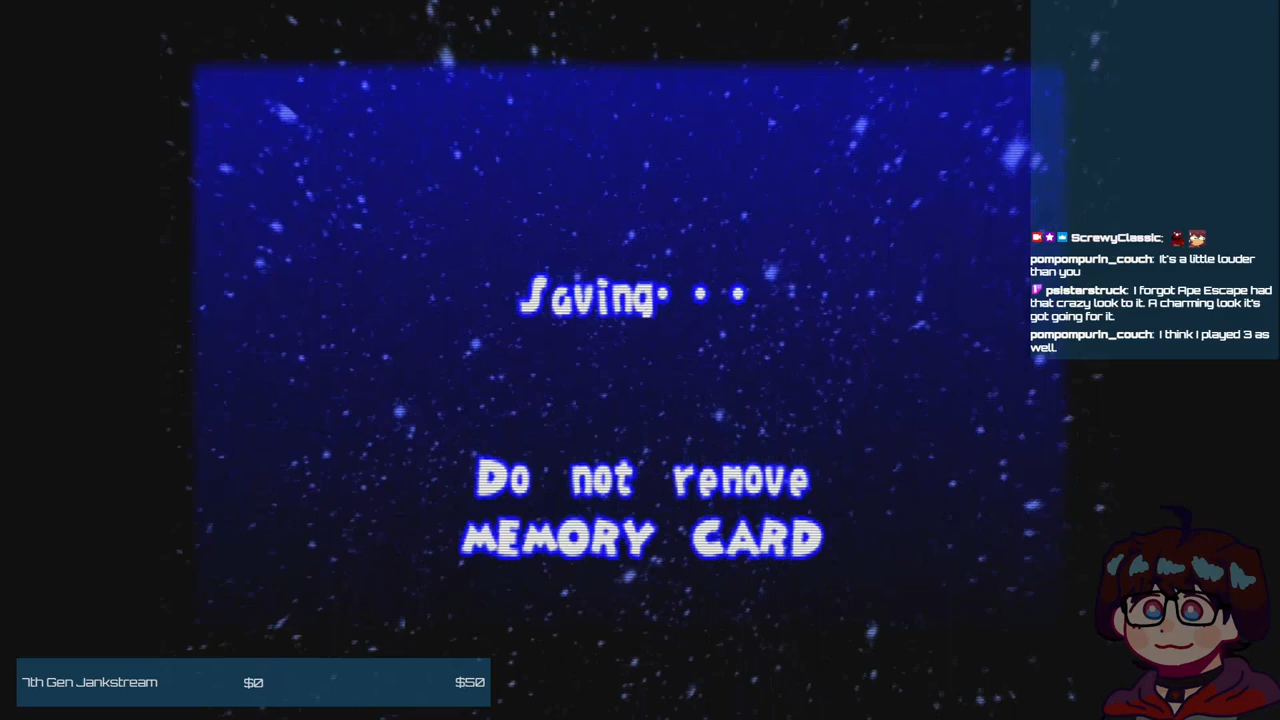 Saving・・・
Do not remove
MEMORY CARD
ScrewyClassic:
pompompurin_couch: It's a little louder
than you
psistarstruck: I forgot Ape Escape had
that crazy look to it. A charming look it's
got going for it.
pompompurin_couch: I think I played 3 as
well.
7th Gen Jankstream $0 $50